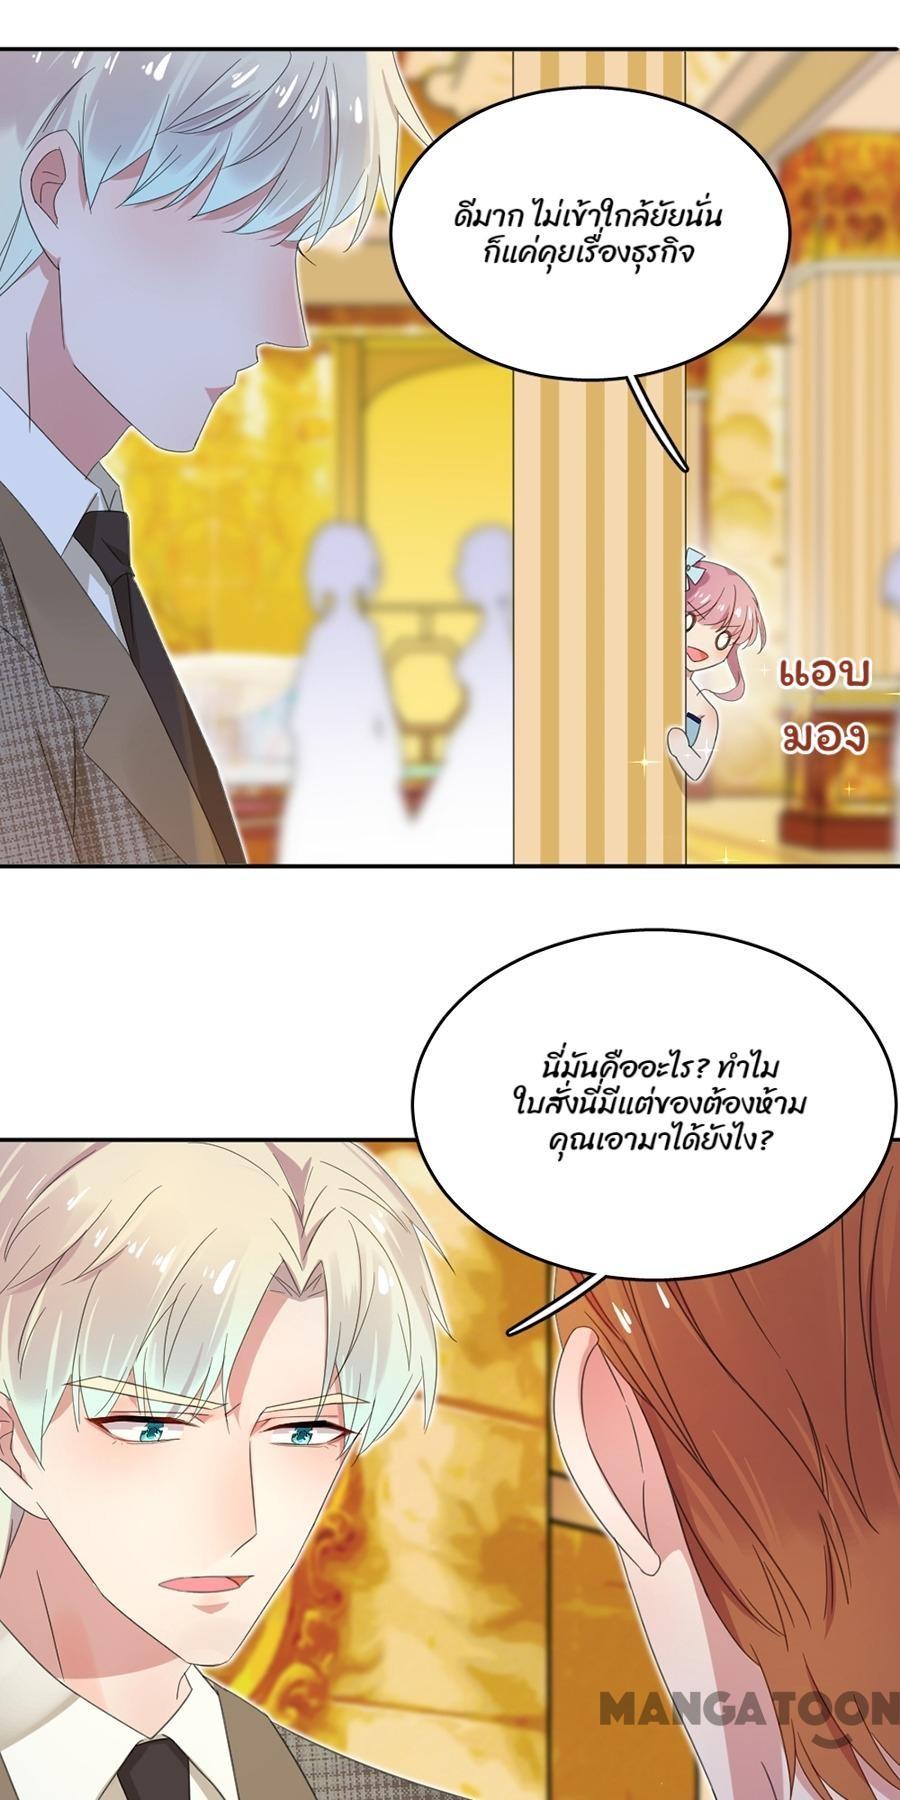 ดีมาก ไม่เข้าใกล้ยัยนั่น
ก็แค่คุยเรื่องธุรกิจ
แอบ
มอง
นี่มันคืออะไร? ทำไม
ใบสั่งนี่มีแต่ของต้องห้าม
คุณเอามาได้ยังไง?
MANGATOON